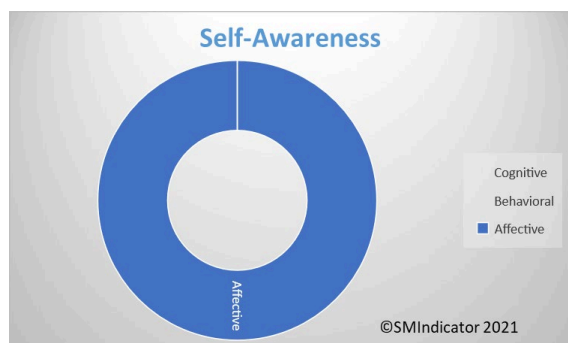 Self-Awareness
Cognitive
Behavioral
Affective
Affective
©SMIndicator 2021